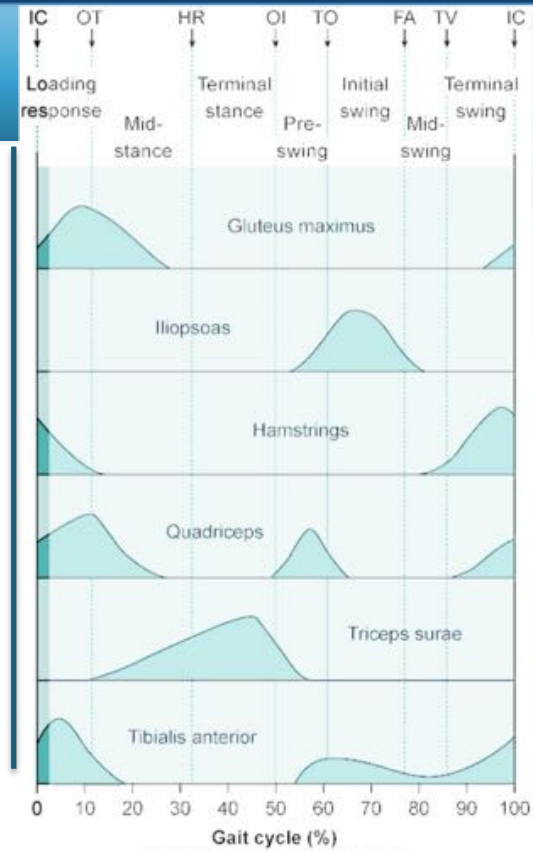 IC OT HR OI TO FA TV IC
Loading
response
Mid-
stance
Terminal
stance
Pre-
swing
Initial
swing
Mid-
swing
Terminal
swing
Gluteus maximus
Iliopsoas
Hamstrings
Quadriceps
Triceps surae
Tibialis anterior
0 10 20 30 40 50 60 70 80 90 100
Gait cycle (%)